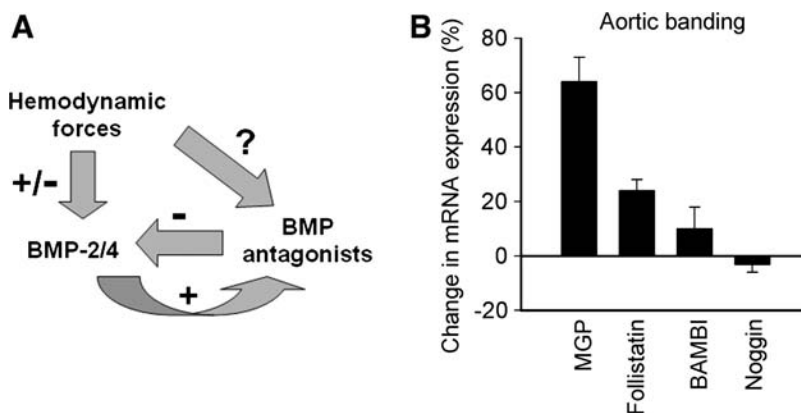 A
Hemodynamic
forces
?
+/-
-
BMP-2/4
BMP
antagonists
+
B
Aortic banding
Change in mRNA expression (%)
80
60
40
20
0
-20
MGP
Follistatin
BAMBI
Noggin